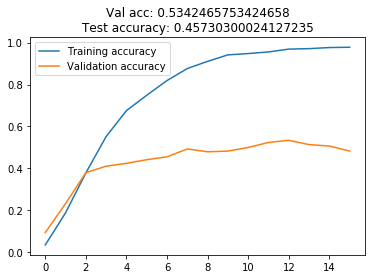 Val acc: 0.5342465753424658
Test accuracy: 0.45730300024127235
Training accuracy
Validation accuracy
1.0
0.8
0.6
0.4
0.2
0.0
0 2 4 6 8 10 12 14